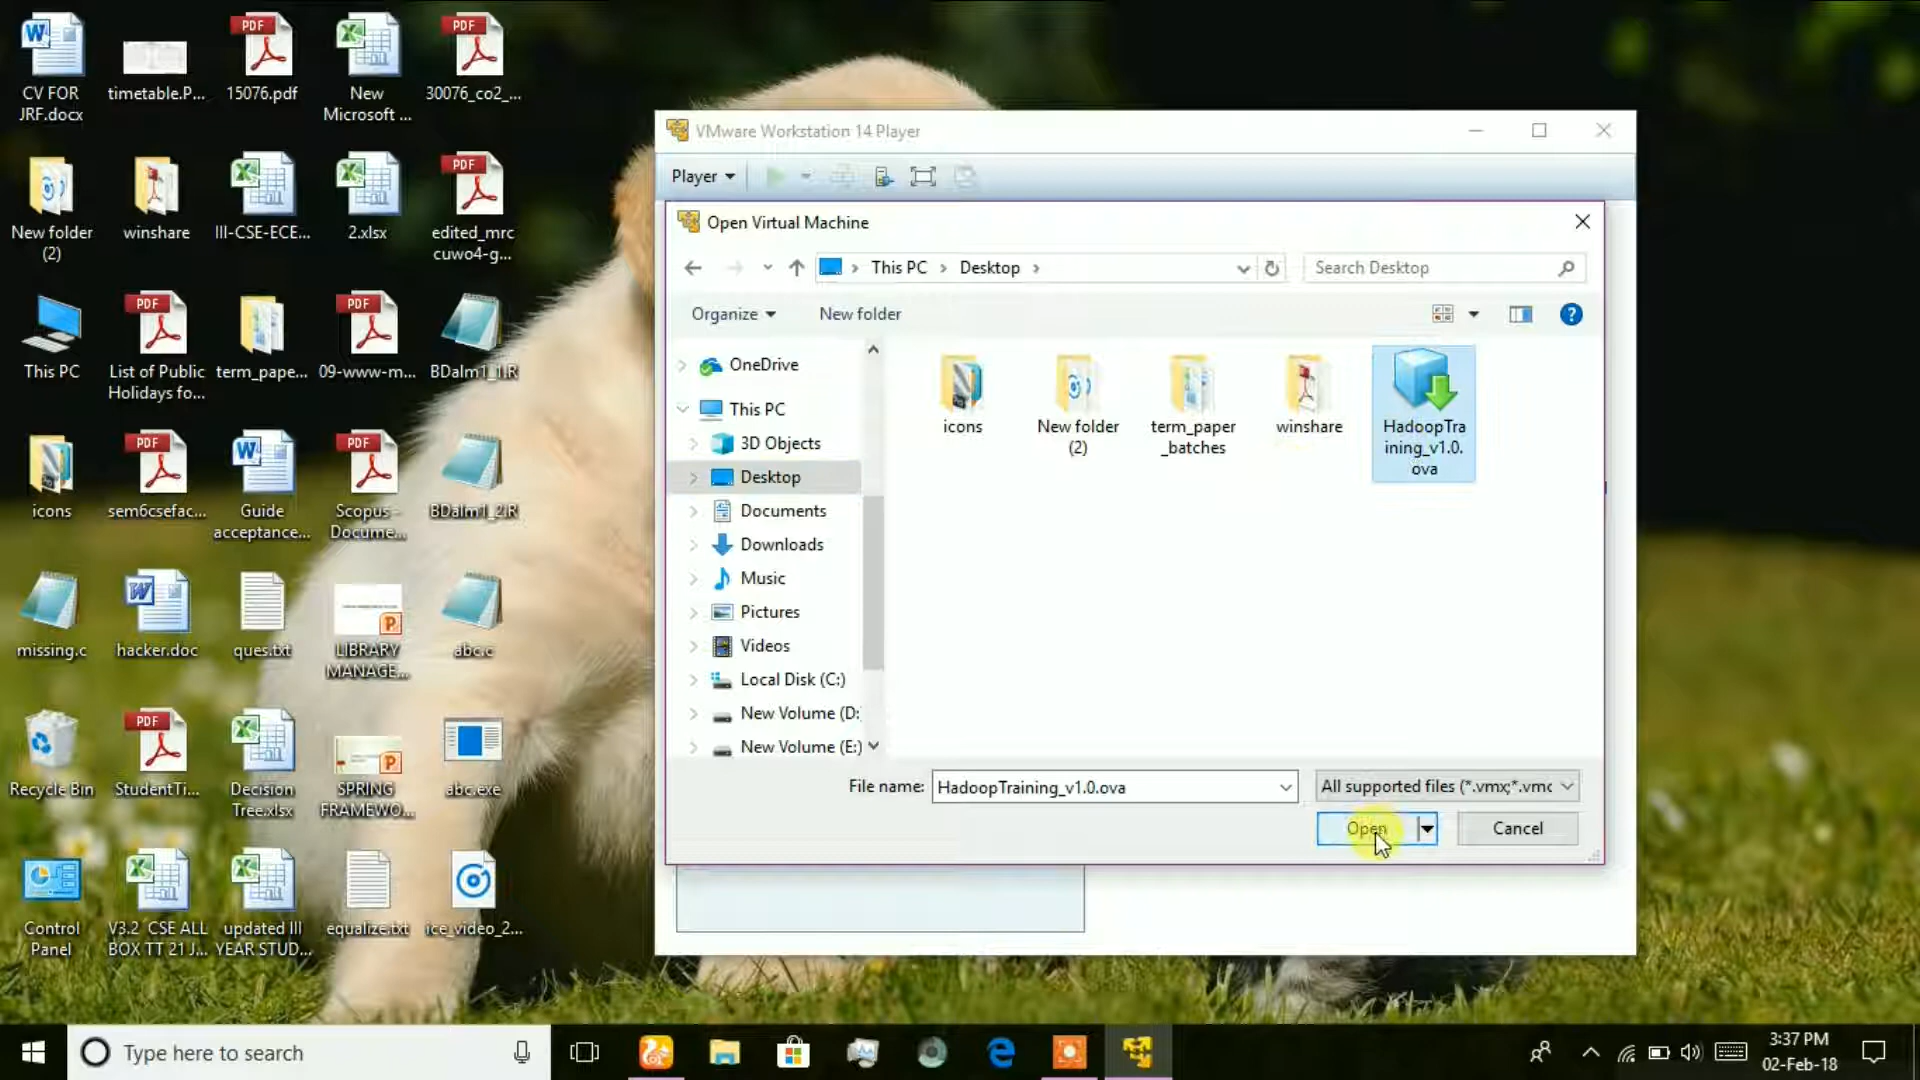 CV FOR
JRF.docx
timetable.P...
15076.pdf
New
Microsoft ...
30076_co2_...
New folder
(2)
winshare
III-CSE-ECE...
2.xlsx
edited_mrc
cuwo4-g...
This PC
List of Public
Holidays fo...
term_pape...
09-www-m...
BDalm1_1.R
icons
sem6csefac...
Guide
acceptance...
Scopus -
Docume...
BDalm1_2.R
missing.c
hacker.doc
ques.txt
LIBRARY
MANAGE...
abc.c
Recycle Bin
StudentTi...
Decision
Tree.xlsx
SPRING
FRAMEWO...
abc.exe
Control
Panel
V3.2 CSE ALL
BOX TT 21 J...
updated III
YEAR STUD...
equalize.txt
ice_video_2...
VMware Workstation 14 Player
Player
Open Virtual Machine
This PC > Desktop >
Search Desktop
Organize
New folder
OneDrive
This PC
3D Objects
Desktop
Documents
Downloads
Music
Pictures
Videos
Local Disk (C:)
New Volume (D:
New Volume (E:)
icons
New folder
(2)
term_paper
_batches
winshare
HadoopTra
ining_v1.0.
ova
File name: HadoopTraining_v1.0.ova
All supported files (*.vmx;*.vmc
Open
Cancel
Type here to search
3:37 PM
02-Feb-18